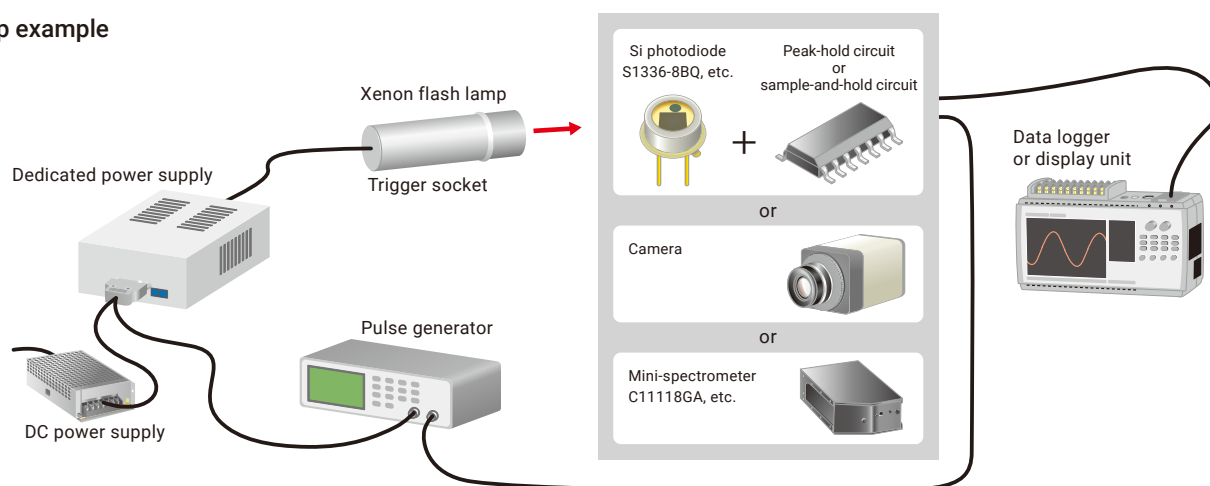 example
Xenon flash lamp
Trigger socket
Dedicated power supply
DC power supply
Pulse generator
Si photodiode
S1336-8BQ, etc.
+
Peak-hold circuit
or
sample-and-hold circuit
or
Camera
or
Mini-spectrometer
C11118GA, etc.
Data logger
or display unit